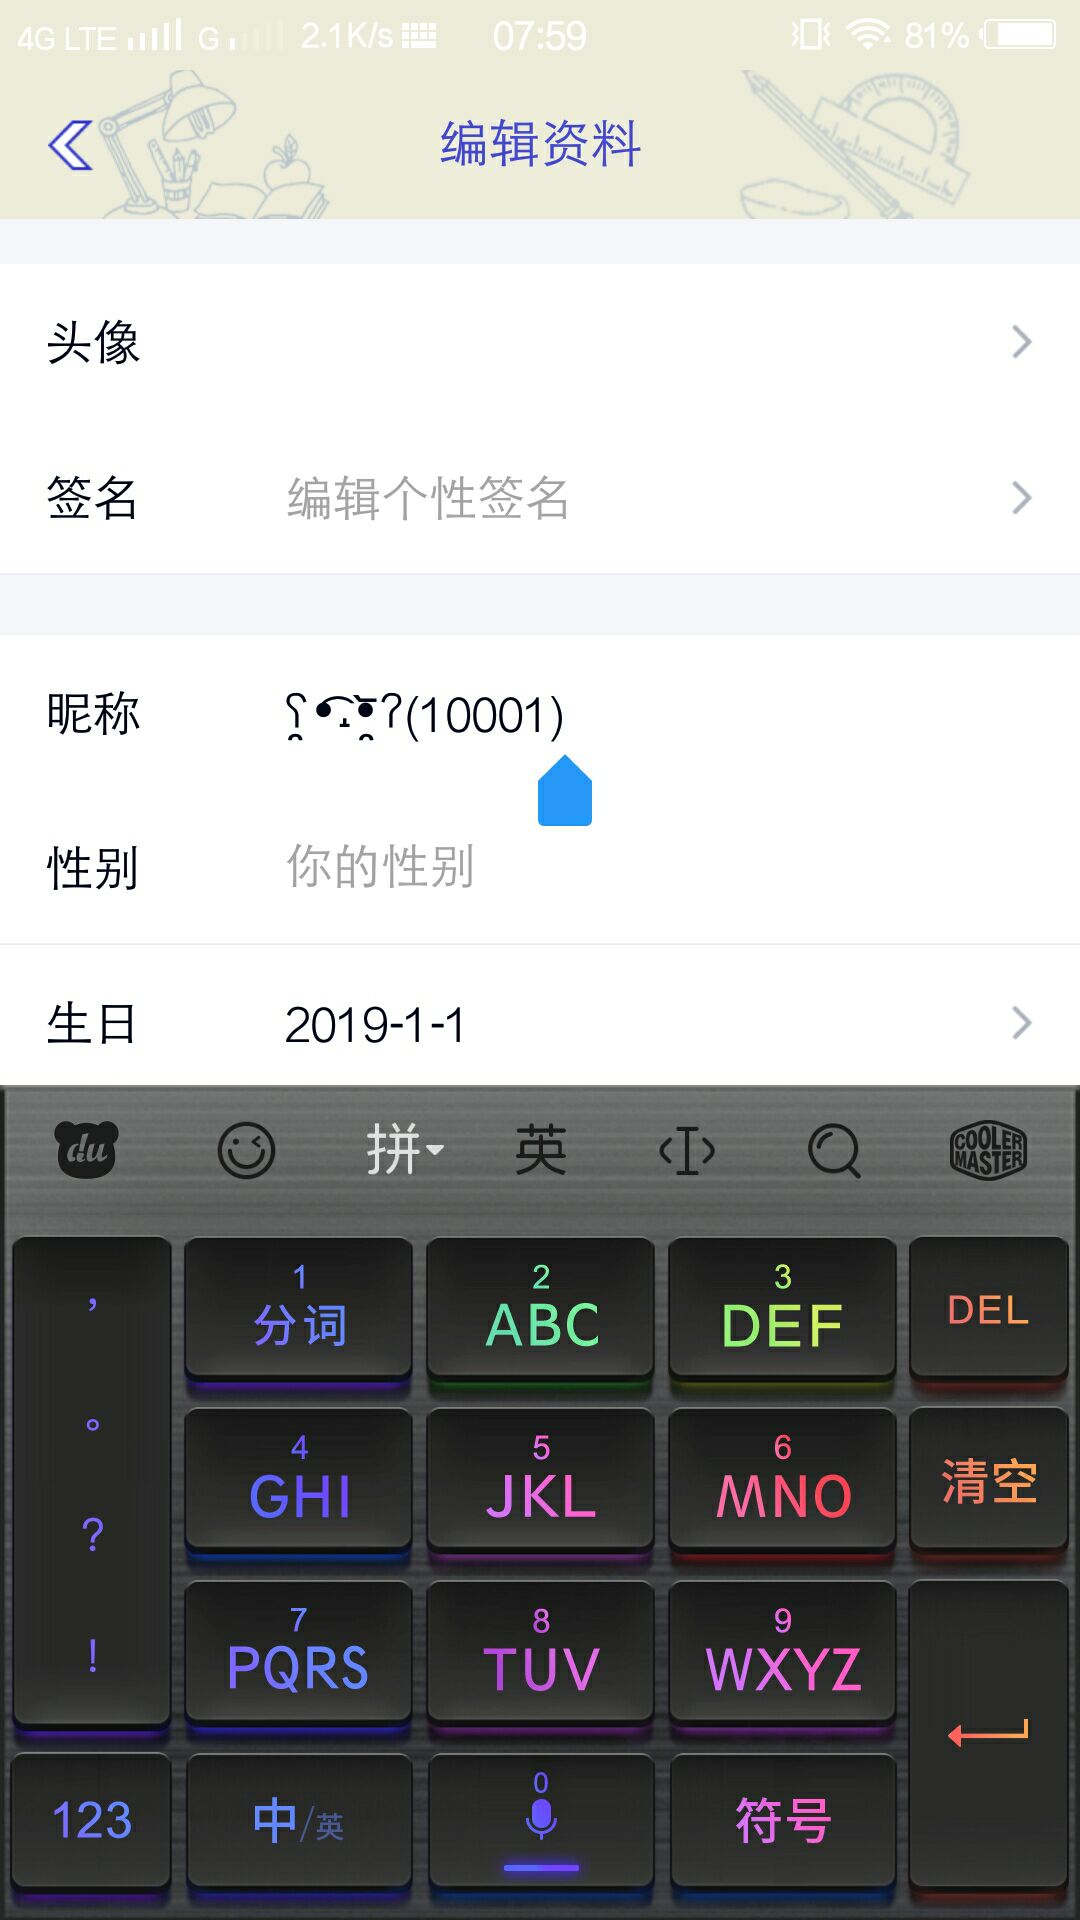 4G LTE G 2.1K/s 07:59 81%
编辑资料
头像
签名 编辑个性签名
昵称 ʕ̡̢̡•͡˔•̡̢̛ʔ(10001)
性别 你的性别
生日 2019-1-1
du 拼 英 COOLER MASTER
, 1 分词 2 ABC 3 DEF DEL
。 4 GHI 5 JKL 6 MNO 清空
? 7 PQRS 8 TUV 9 WXYZ
!
123 中/英 0 符号